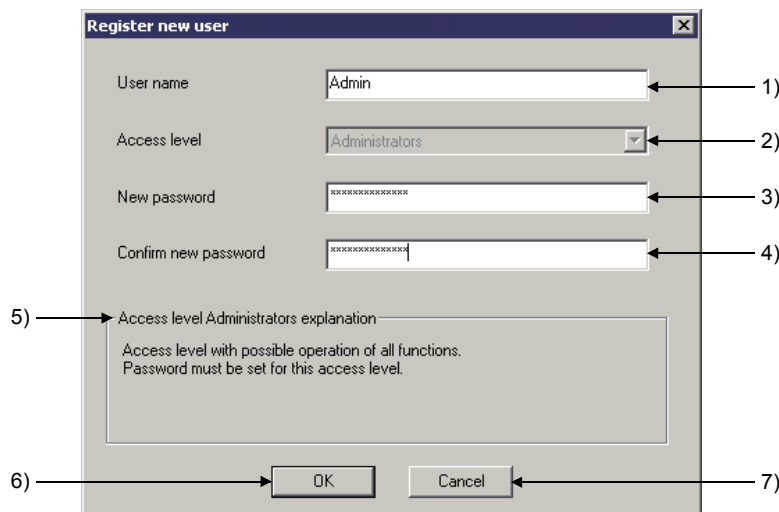 Register new user
User name
Admin
1)
Access level
Administrators
2)
New password
**************
3)
Confirm new password
**************
4)
5)
Access level Administrators explanation
Access level with possible operation of all functions.
Password must be set for this access level.
6)
OK
Cancel
7)